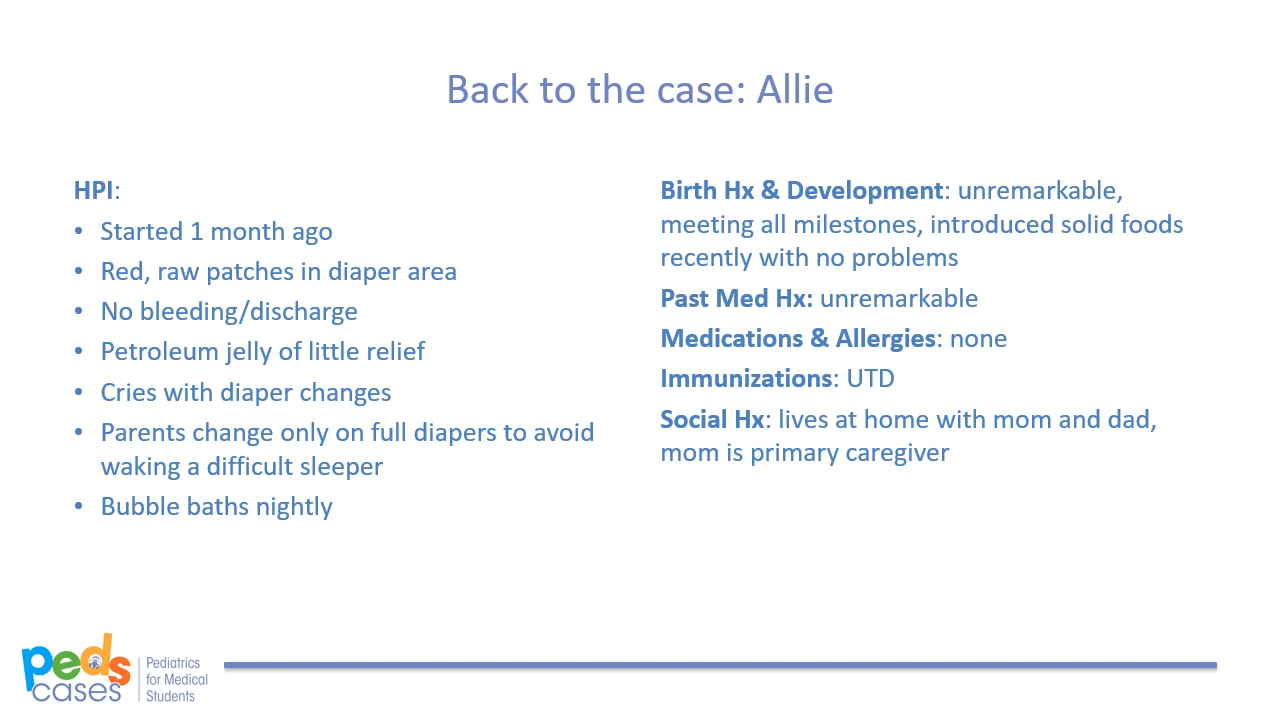 Back to the case: Allie
HPI:
• Started 1 month ago
• Red, raw patches in diaper area
• No bleeding/discharge
• Petroleum jelly of little relief
• Cries with diaper changes
• Parents change only on full diapers to avoid
waking a difficult sleeper
• Bubble baths nightly
Birth Hx & Development: unremarkable,
meeting all milestones, introduced solid foods
recently with no problems
Past Med Hx: unremarkable
Medications & Allergies: none
Immunizations: UTD
Social Hx: lives at home with mom and dad,
mom is primary caregiver
peds
cases
Pediatrics
for Medical
Students